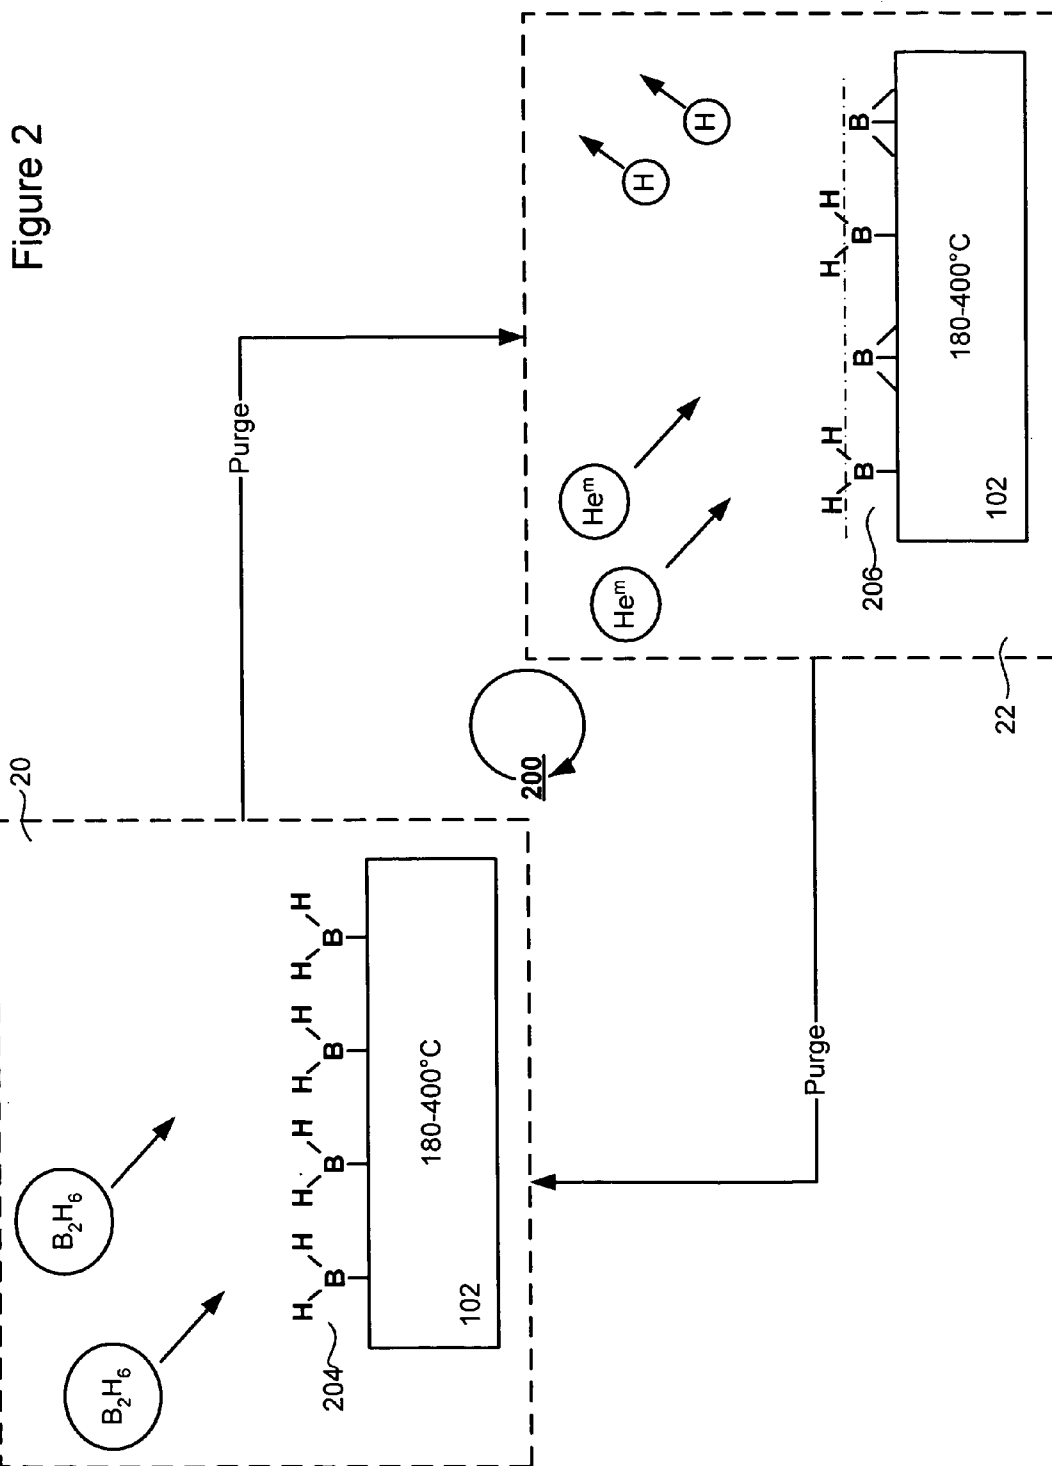 Figure 2
20
B2H6
B2H6
H H H H H H H H
B B B B
204
180-400°C
102
Purge
200
Purge
Heᵐ
Heᵐ
H
H
H H H H
B B B B
206
180-400°C
102
22